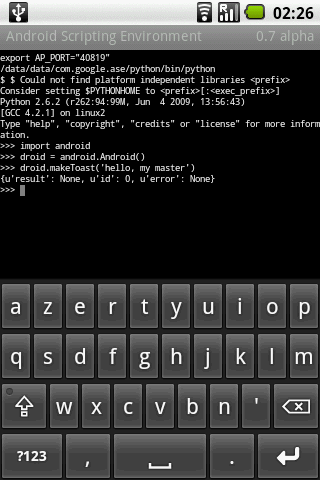 02:26
Android Scripting Environment 0.7 alpha
export AP_PORT="40819"
/data/data/com.google.ase/python/bin/python
$ $ Could not find platform independent libraries <prefix>
Consider setting $PYTHONHOME to <prefix>[:<exec_prefix>]
Python 2.6.2 (r262:94:99M, Jun  4 2009, 13:56:43)
[GCC 4.2.1] on linux2
Type "help", "copyright", "credits" or "license" for more inform
ation.
>>> import android
>>> droid = android.Android()
>>> droid.makeToast('hello, my master')
{u'result': None, u'id': 0, u'error': None}
>>>
a z e r t y u i o p
q s d f g h j k l m
w x c v b n '
?123 , .